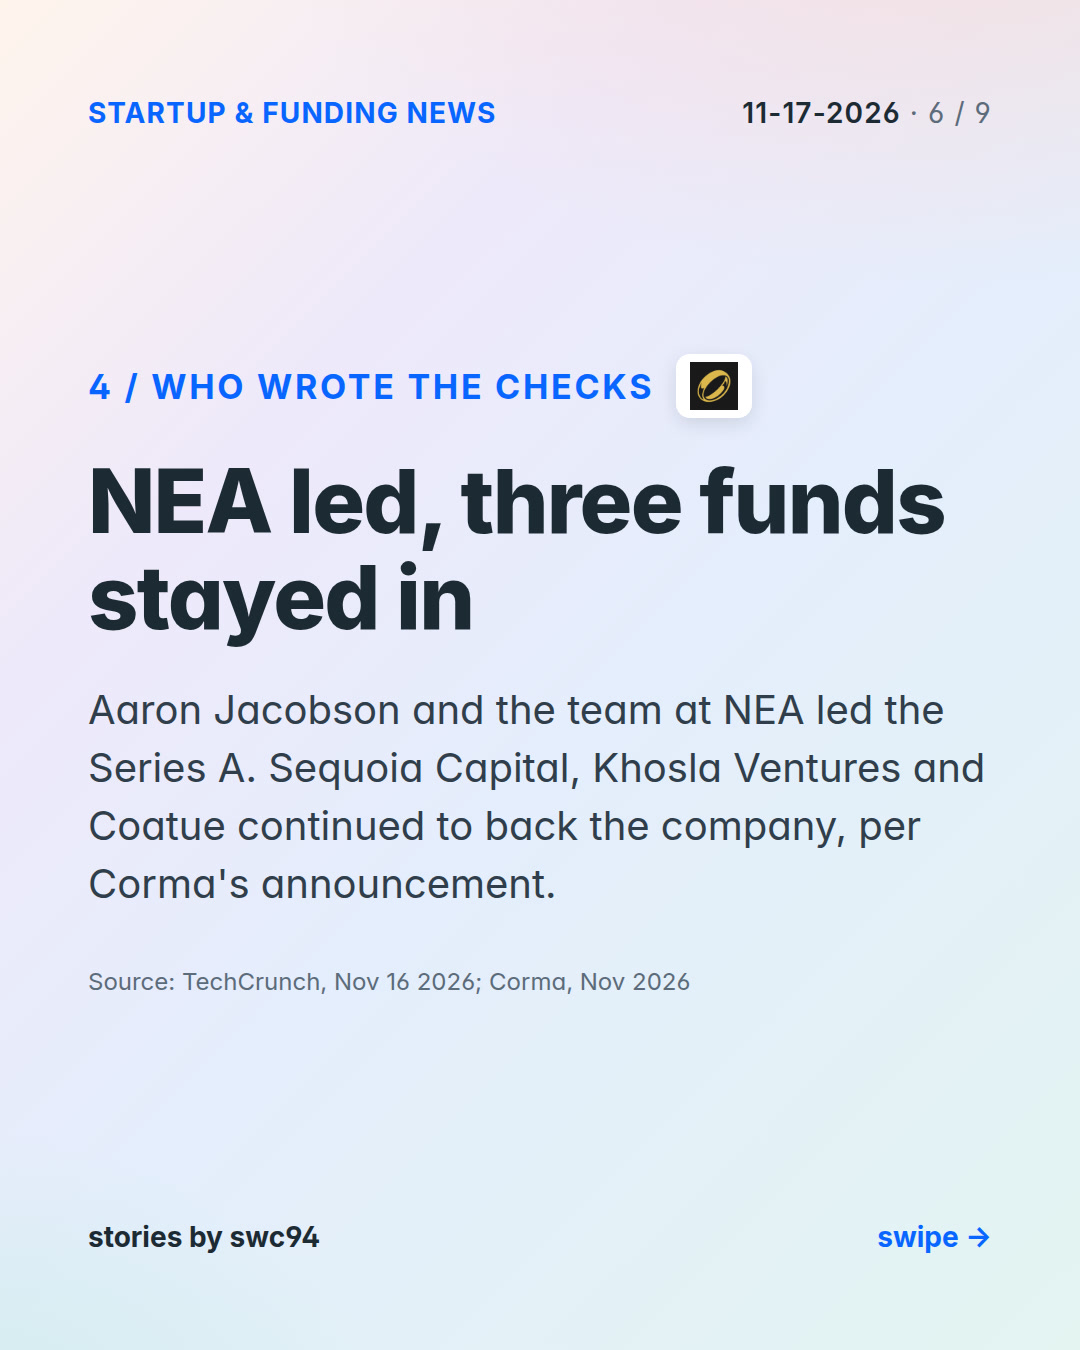 STARTUP & FUNDING NEWS
11-17-2026 · 6 / 9
4 / WHO WROTE THE CHECKS
NEA led, three funds
stayed in
Aaron Jacobson and the team at NEA led the
Series A. Sequoia Capital, Khosla Ventures and
Coatue continued to back the company, per
Corma's announcement.
Source: TechCrunch, Nov 16 2026; Corma, Nov 2026
stories by swc94
swipe →